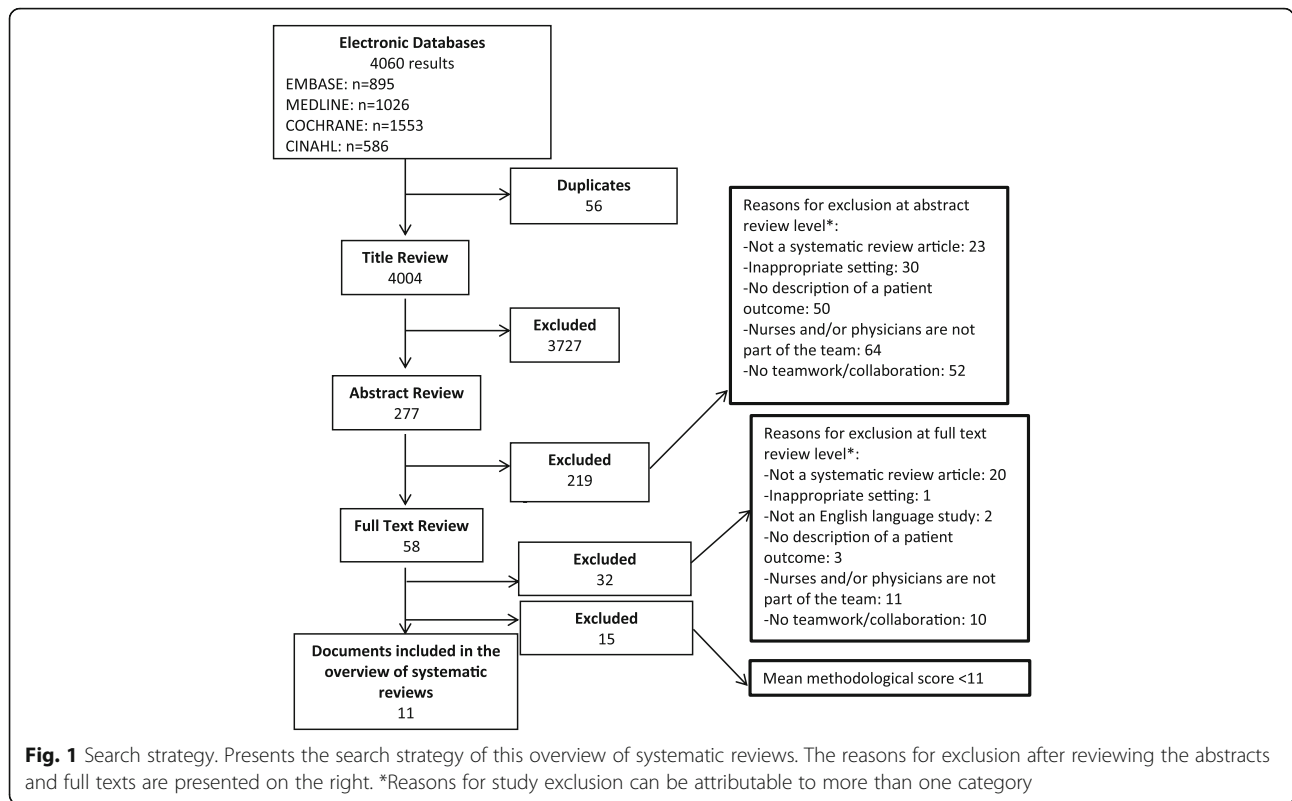 Electronic Databases
4060 results
EMBASE: n=895
MEDLINE: n=1026
COCHRANE: n=1553
CINAHL: n=586
Duplicates
56
Title Review
4004
Excluded
3727
Abstract Review
277
Excluded
219
Reasons for exclusion at abstract
review level*:
-Not a systematic review article: 23
-Inappropriate setting: 30
-No description of a patient
outcome: 50
-Nurses and/or physicians are not
part of the team: 64
-No teamwork/collaboration: 52
Full Text Review
58
Excluded
32
Reasons for exclusion at full text
review level*:
-Not a systematic review article: 20
-Inappropriate setting: 1
-Not an English language study: 2
-No description of a patient
outcome: 3
-Nurses and/or physicians are not
part of the team: 11
-No teamwork/collaboration: 10
Excluded
15
Mean methodological score <11
Documents included in the
overview of systematic
reviews
11
Fig. 1 Search strategy. Presents the search strategy of this overview of systematic reviews. The reasons for exclusion after reviewing the abstracts
and full texts are presented on the right. *Reasons for study exclusion can be attributable to more than one category